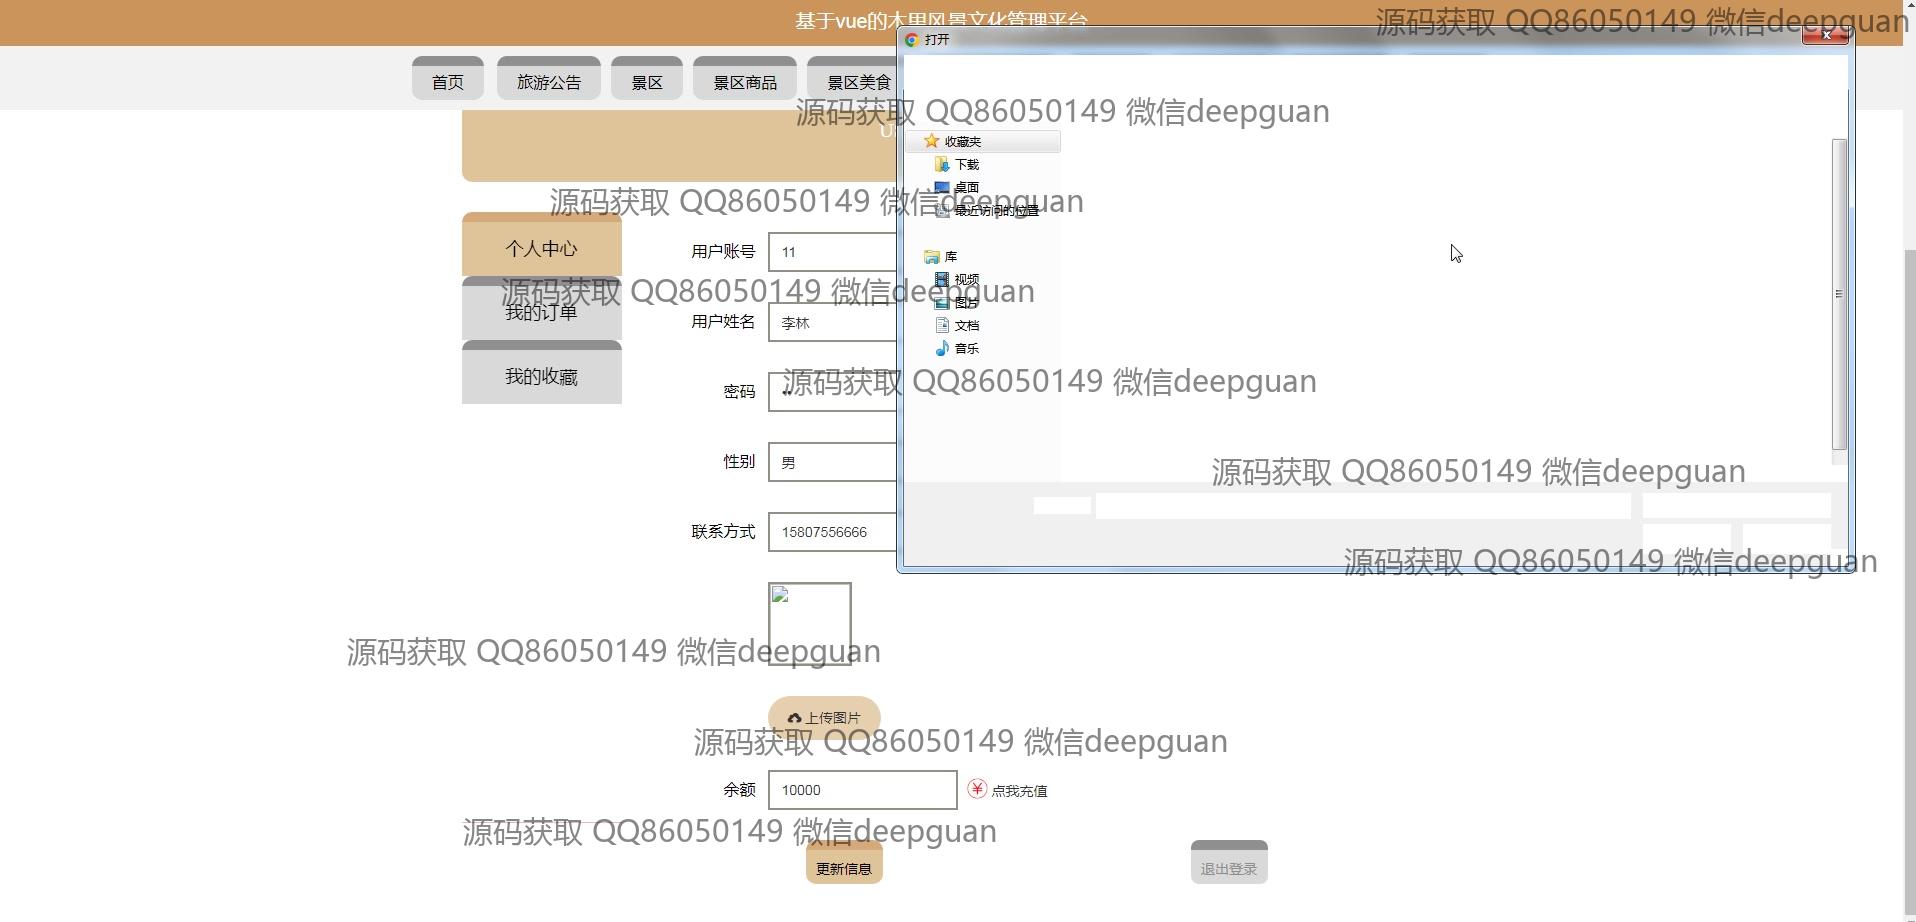 基于vue的木里风景文化管理平台
源码获取 QQ86050149 微信deepguan
打开
首页
旅游公告
景区
景区商品
景区美食
源码获取 QQ86050149 微信deepguan
US
收藏夹
下载
桌面
最近访问的位置
源码获取 QQ86050149 微信deepguan
库
视频
图片
文档
音乐
个人中心
我的订单
我的收藏
用户账号
11
源码获取 QQ86050149 微信deepguan
用户姓名
李林
密码
••
源码获取 QQ86050149 微信deepguan
性别
男
源码获取 QQ86050149 微信deepguan
联系方式
15807556666
源码获取 QQ86050149 微信deepguan
源码获取 QQ86050149 微信deepguan
上传图片
源码获取 QQ86050149 微信deepguan
余额
10000
¥ 点我充值
源码获取 QQ86050149 微信deepguan
更新信息
退出登录